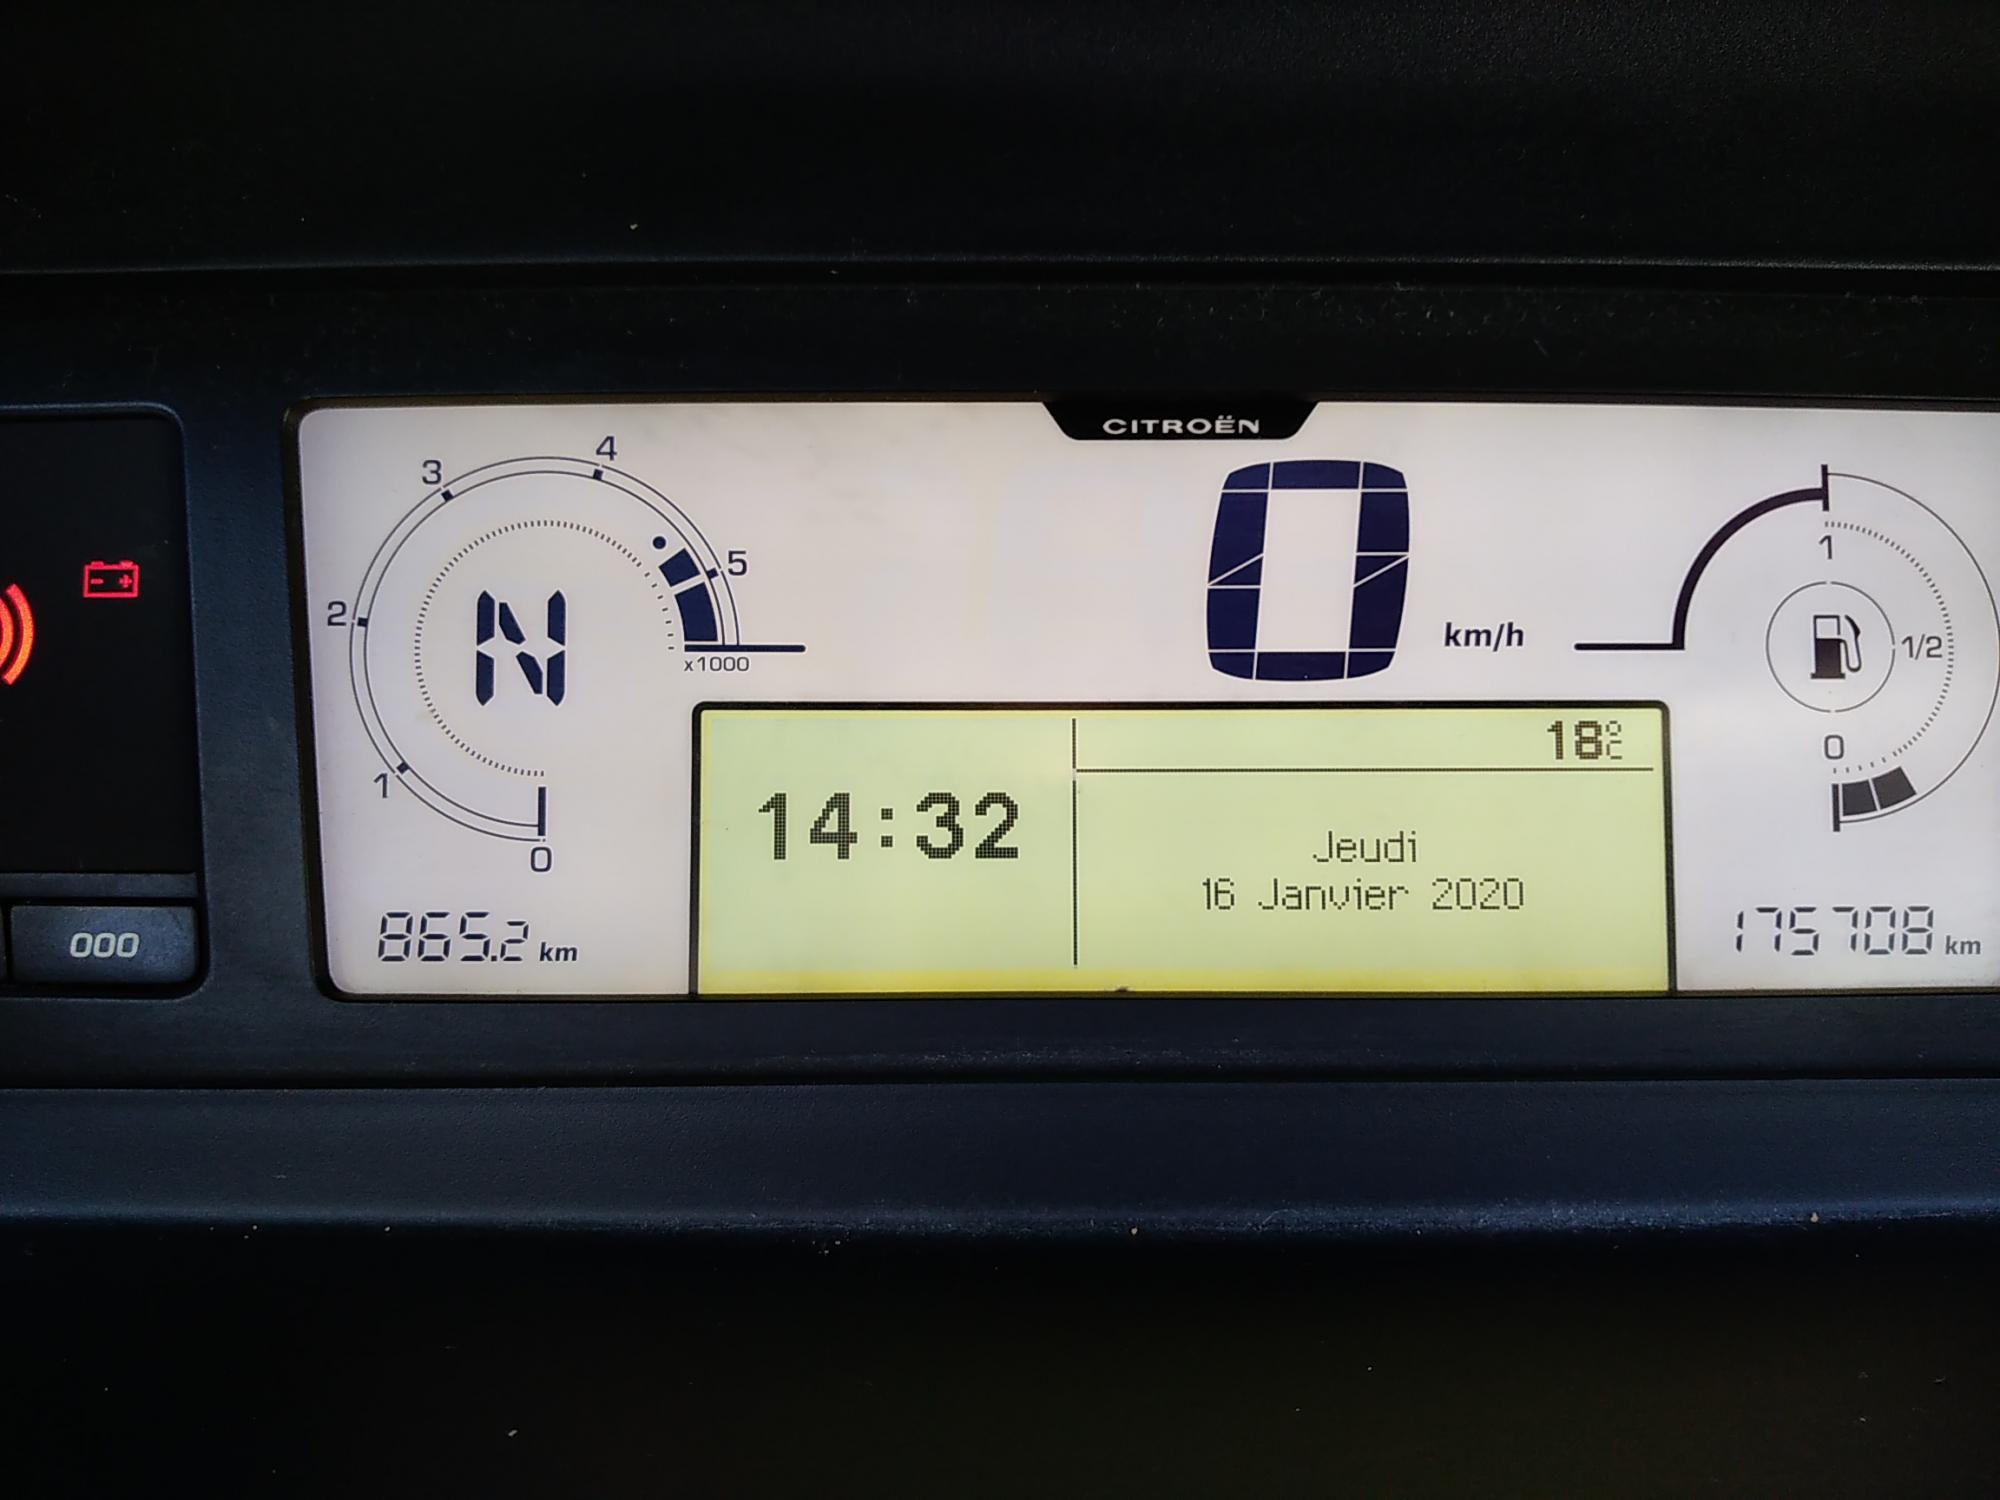 CITROËN
4
3
5
2
N
x1000
1
0
0
km/h
1
1/2
0
18°C
14:32
Jeudi
16 Janvier 2020
865.2 km
175708 km
000